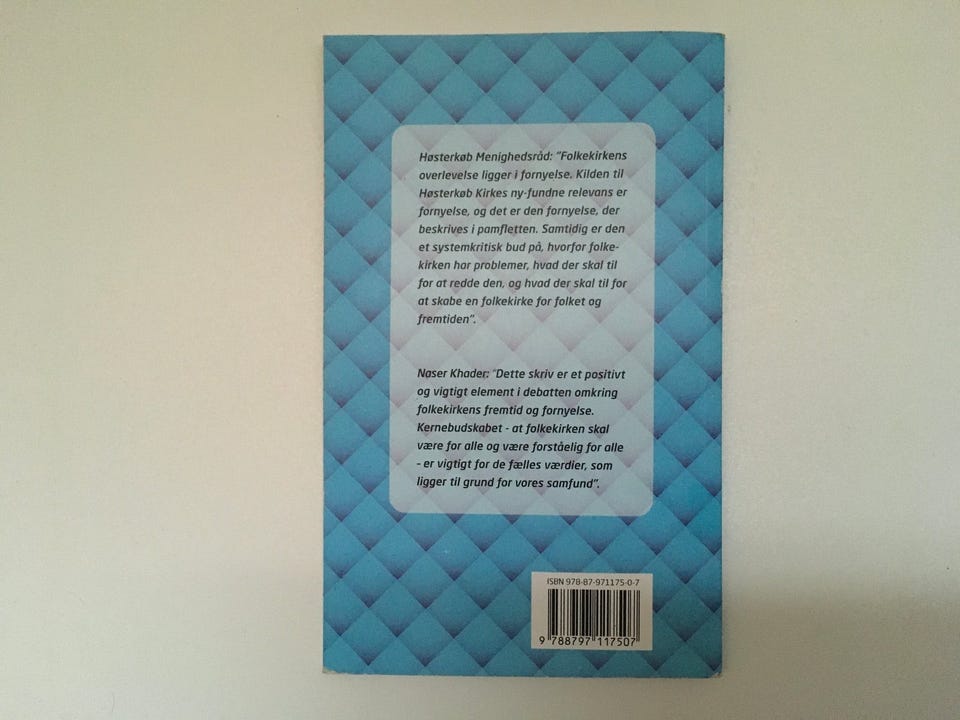 Høsterkøb Menighedsråd: "Folkekirkens
overlevelse ligger i fornyelse. Kilden til
Høsterkøb Kirkes ny-fundne relevans er
fornyelse, og det er den fornyelse, der
beskrives i pamfletten. Samtidig er den
et systemkritisk bud på, hvorfor folke-
kirken har problemer, hvad der skal til
for at redde den, og hvad der skal til for
at skabe en folkekirke for folket og
fremtiden".
Naser Khader: "Dette skriv er et positivt
og vigtigt element i debatten omkring
folkekirkens fremtid og fornyelse.
Kernebudskabet - at folkekirken skal
være for alle og være forståelig for alle
- er vigtigt for de fælles værdier, som
ligger til grund for vores samfund".
ISBN 978-87-971175-0-7
9 788797 117507